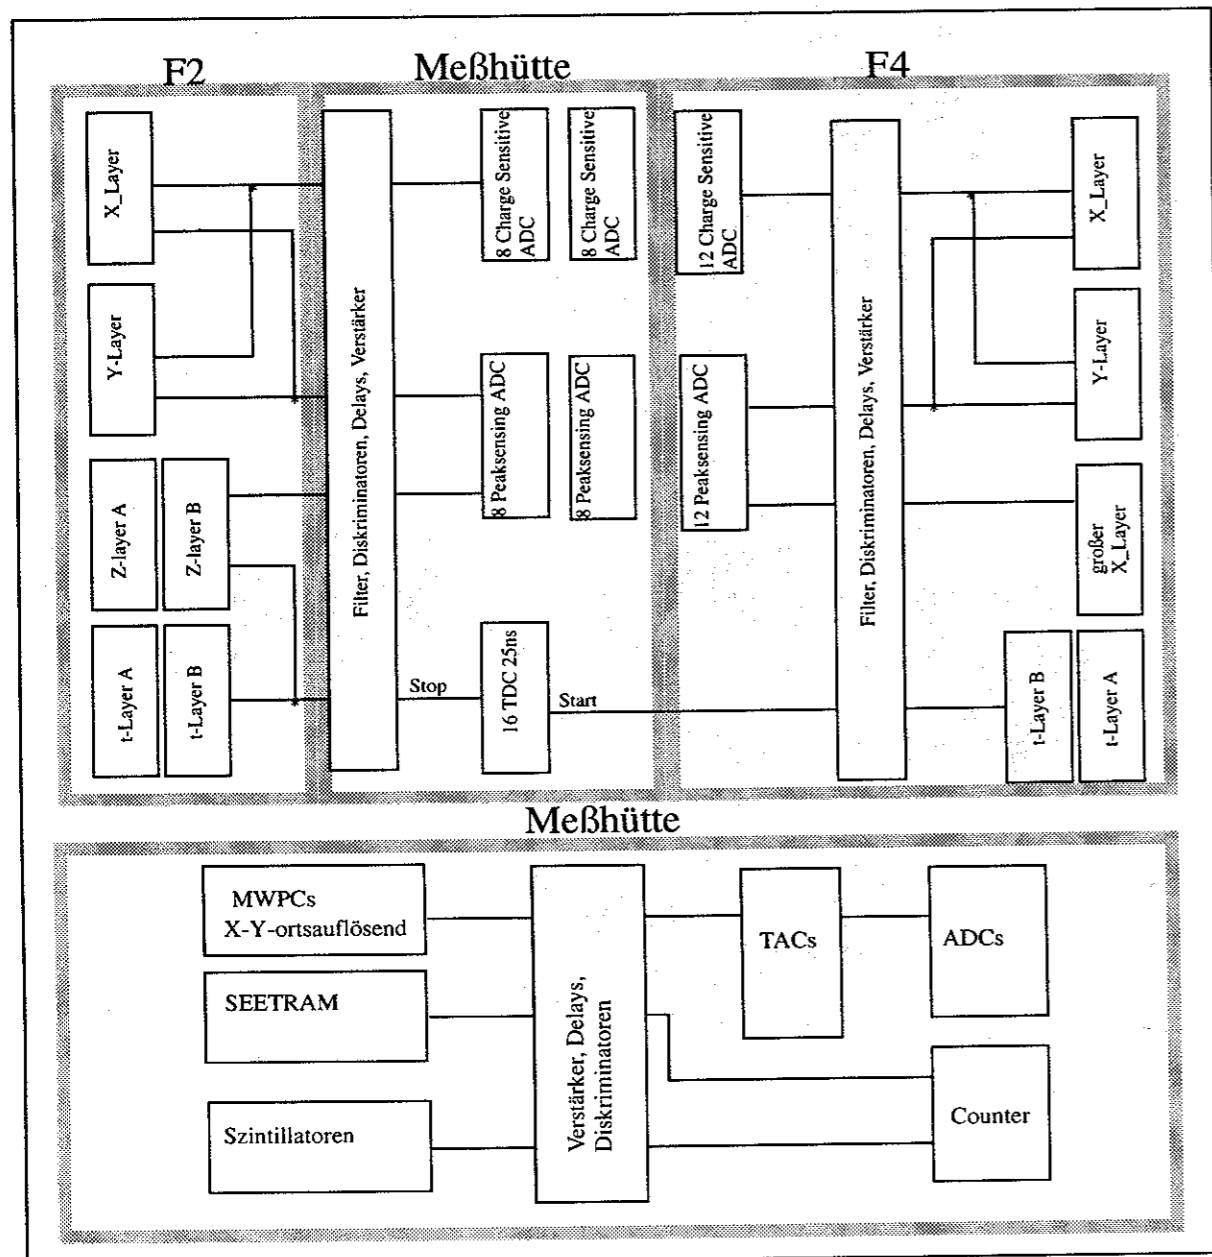 F2
Meßhütte
F4
X_Layer
Y-Layer
Z-layer A
Z-layer B
t-Layer A
t-Layer B
Filter, Diskriminatoren, Delays, Verstärker
8 Charge Sensitive
ADC
8 Charge Sensitive
ADC
8 Peaksensing ADC
8 Peaksensing ADC
Stop
16 TDC 25ns
Start
12 Charge Sensitive
ADC
12 Peaksensing ADC
Filter, Diskriminatoren, Delays, Verstärker
X_Layer
Y-Layer
großer
X_Layer
t-Layer B
t-Layer A
Meßhütte
MWPCs
X-Y-ortsauflösend
SEETRAM
Szintillatoren
Verstärker, Delays,
Diskriminatoren
TACs
ADCs
Counter